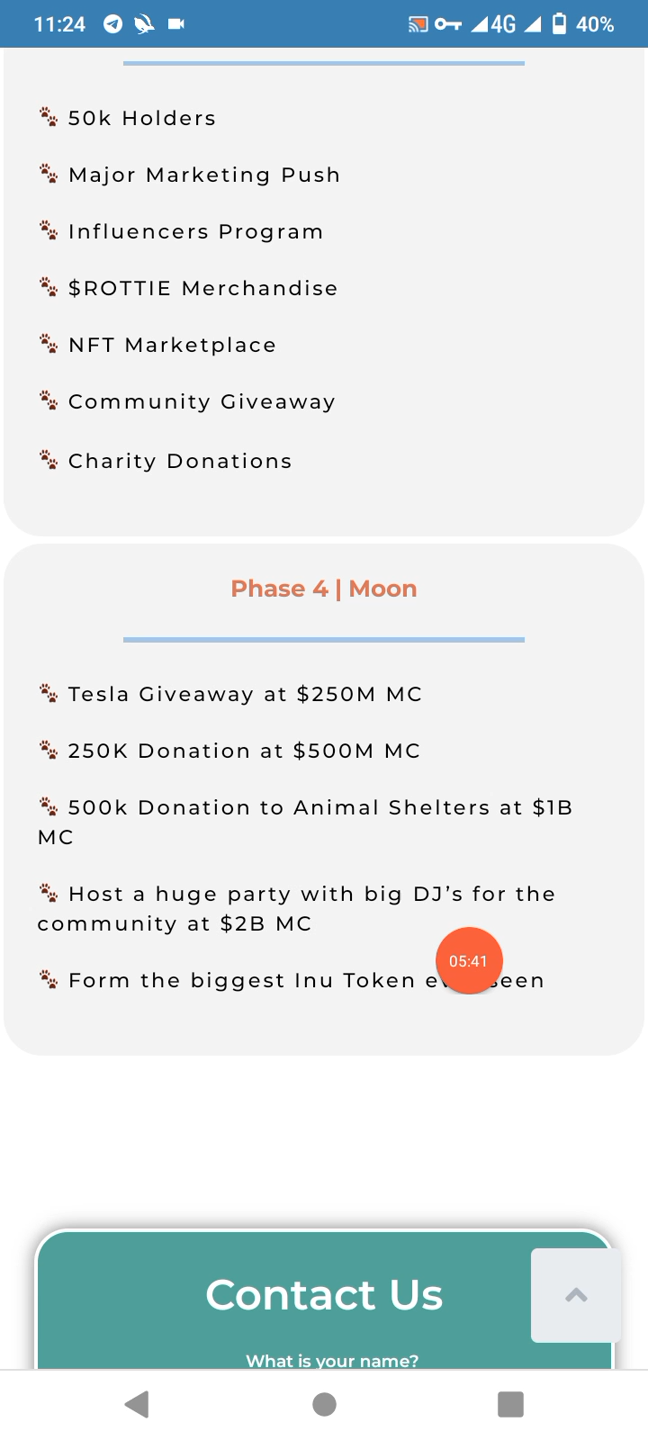 11:24
4G
40%
50k Holders
Major Marketing Push
Influencers Program
$ROTTIE Merchandise
NFT Marketplace
Community Giveaway
Charity Donations
Phase 4 | Moon
Tesla Giveaway at $250M MC
250K Donation at $500M MC
500k Donation to Animal Shelters at $1B
MC
Host a huge party with big DJ’s for the
community at $2B MC
05:41
Form the biggest Inu Token seen
Contact Us
What is your name?